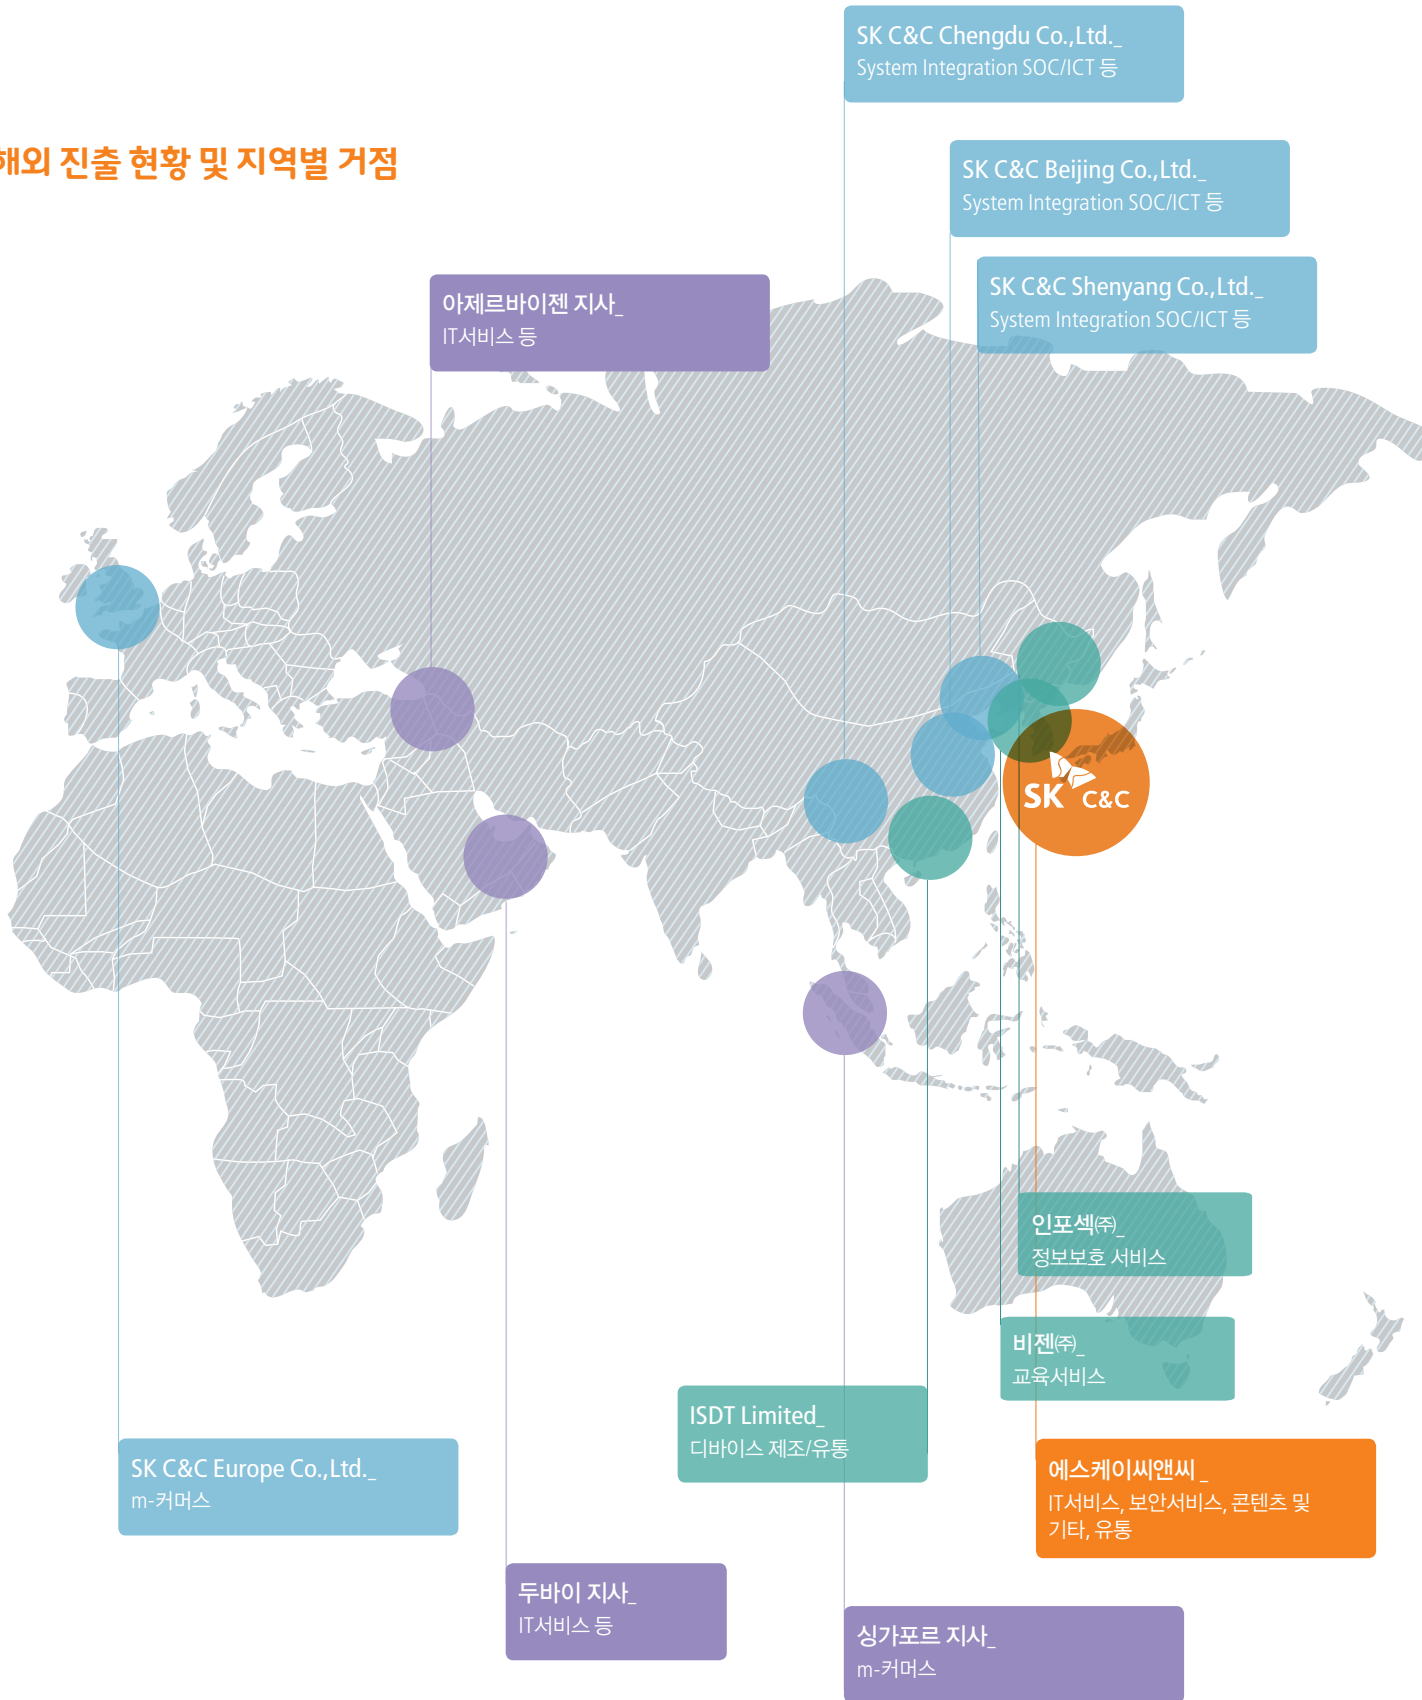 SK C&C Chengdu Co.,Ltd._
System Integration SOC/ICT 등
해외 진출 현황 및 지역별 거점
SK C&C Beijing Co.,Ltd._
System Integration SOC/ICT 등
SK C&C Shenyang Co.,Ltd._
System Integration SOC/ICT 등
아제르바이젠 지사_
IT서비스 등
SK C&C
인포섹㈜_
정보보호 서비스
비젠㈜_
교육서비스
ISDT Limited_
디바이스 제조/유통
SK C&C Europe Co.,Ltd._
m-커머스
에스케이씨앤씨 _
IT서비스, 보안서비스, 콘텐츠 및
기타, 유통
두바이 지사_
IT서비스 등
싱가포르 지사_
m-커머스